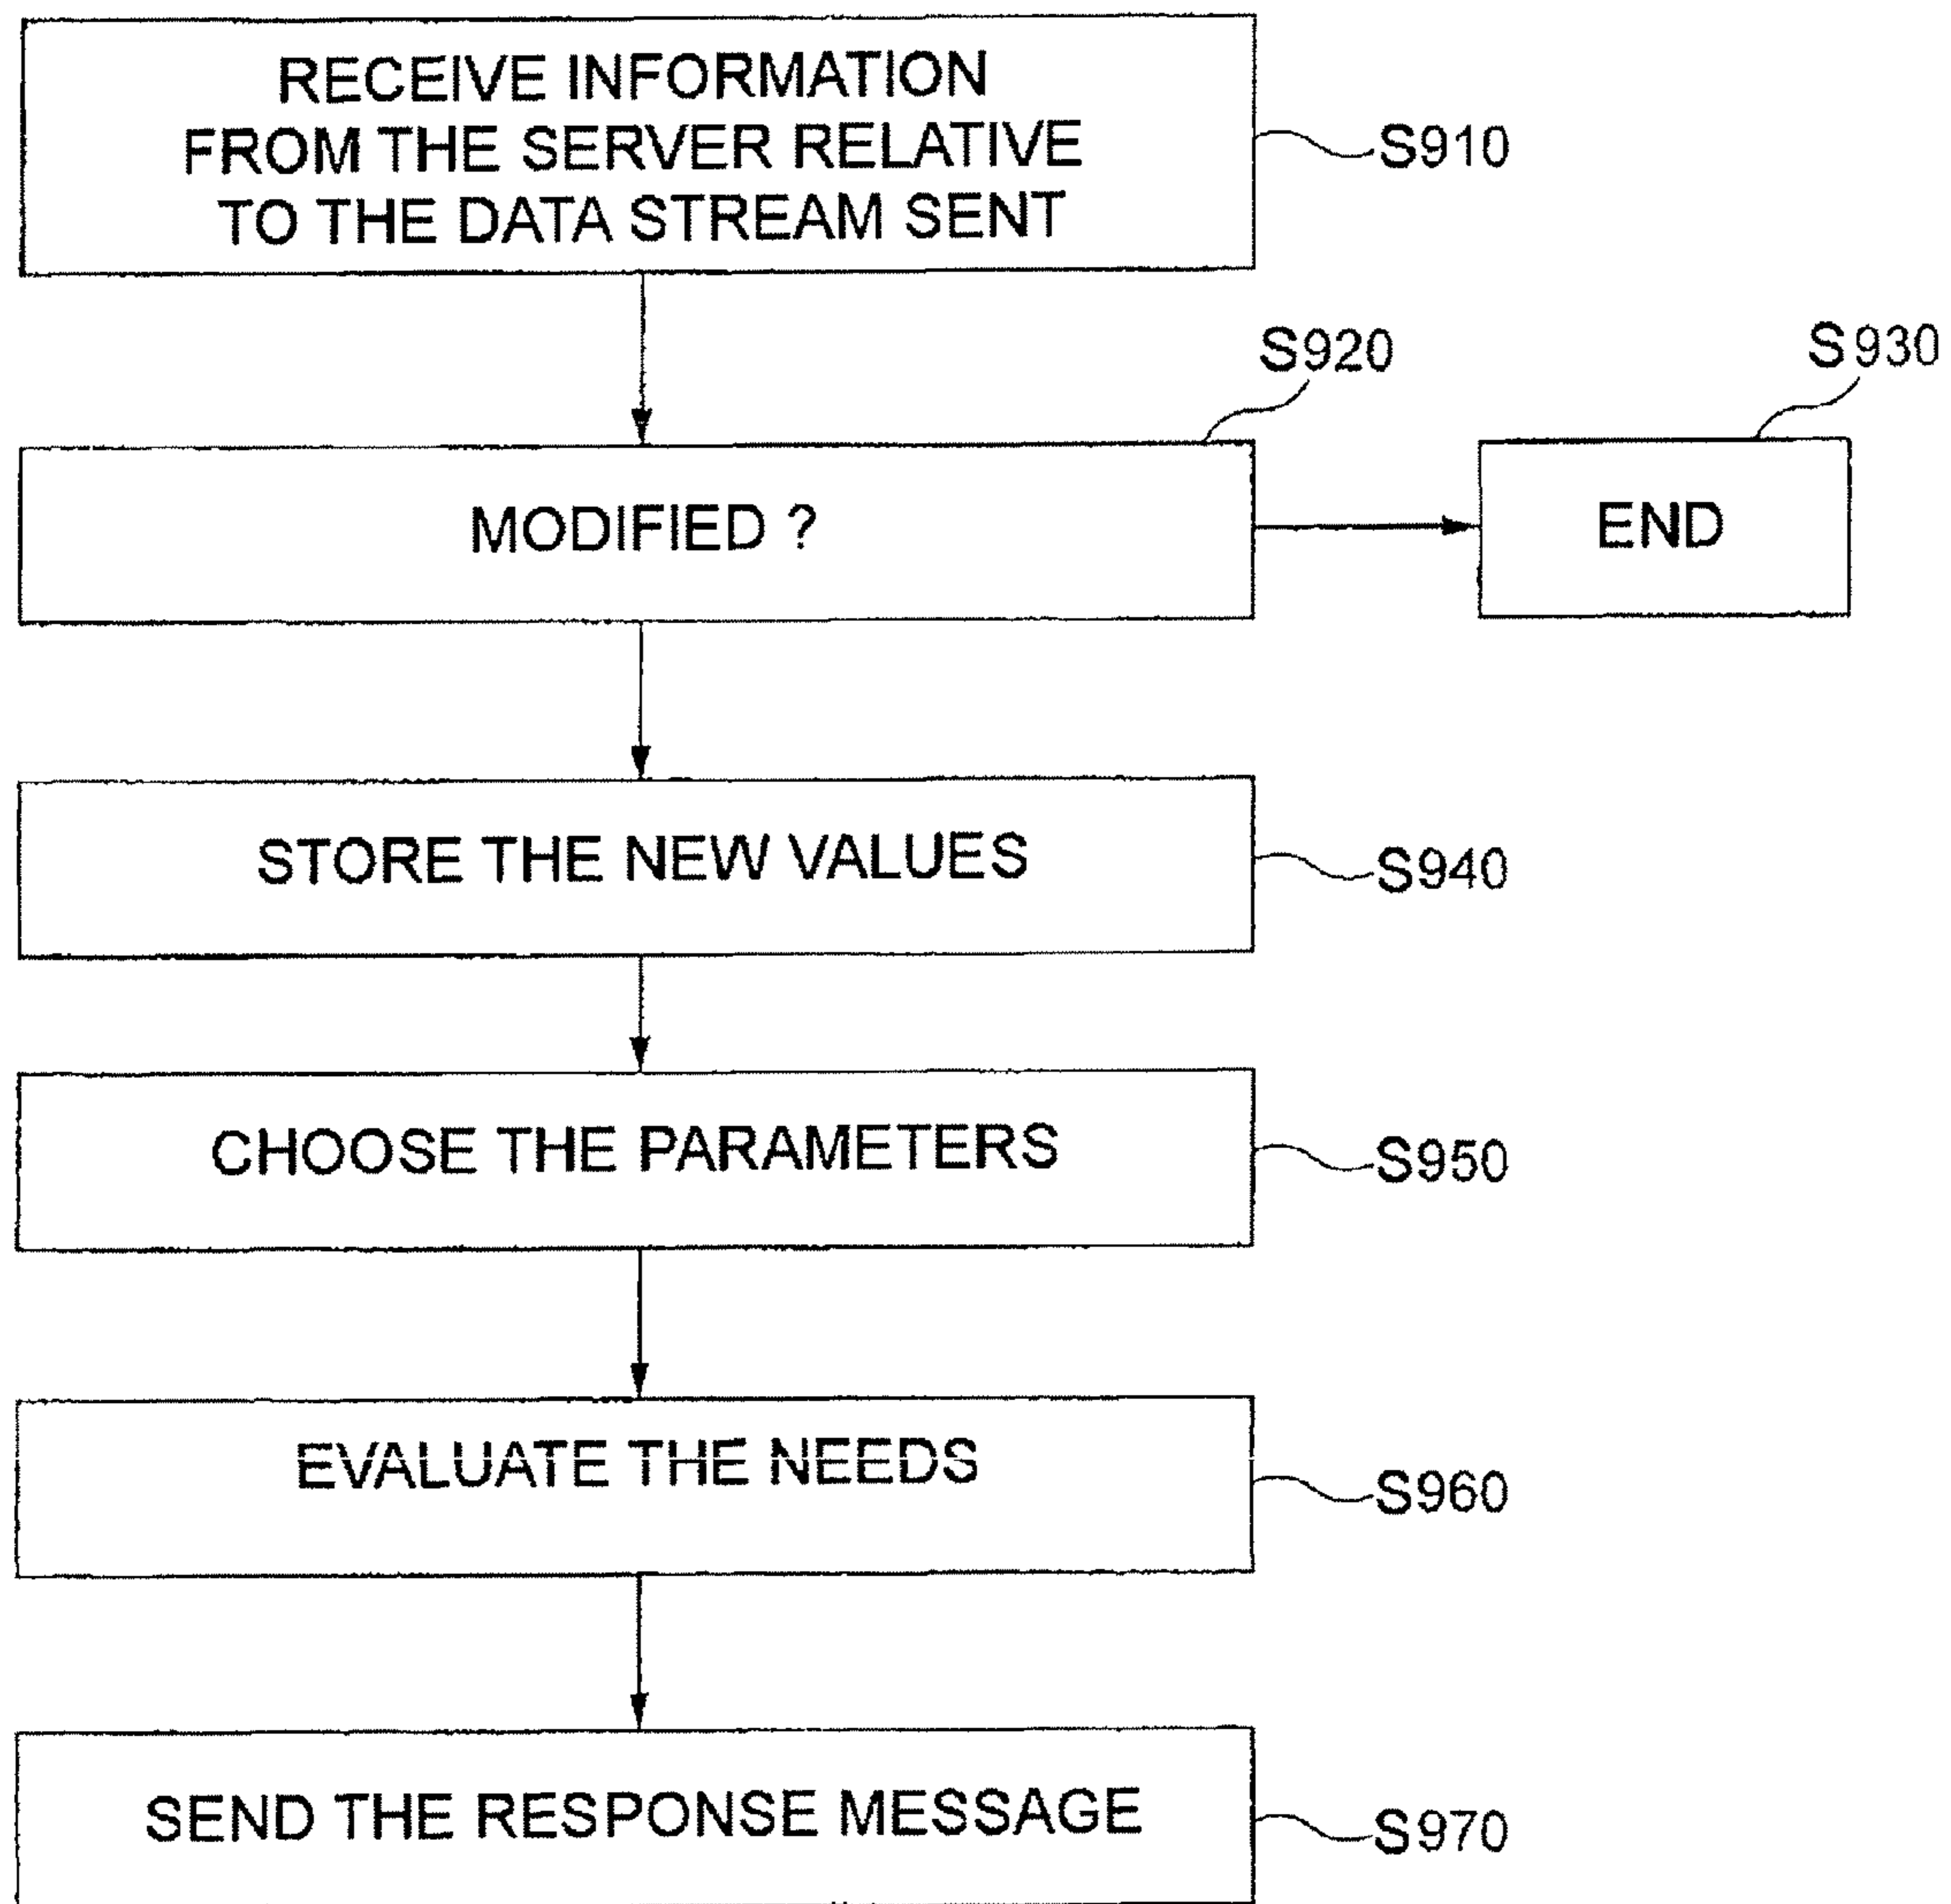 RECEIVE INFORMATION
FROM THE SERVER RELATIVE
TO THE DATA STREAM SENT
S910
S920
S930
MODIFIED ?
END
STORE THE NEW VALUES
S940
CHOOSE THE PARAMETERS
S950
EVALUATE THE NEEDS
S960
SEND THE RESPONSE MESSAGE
S970